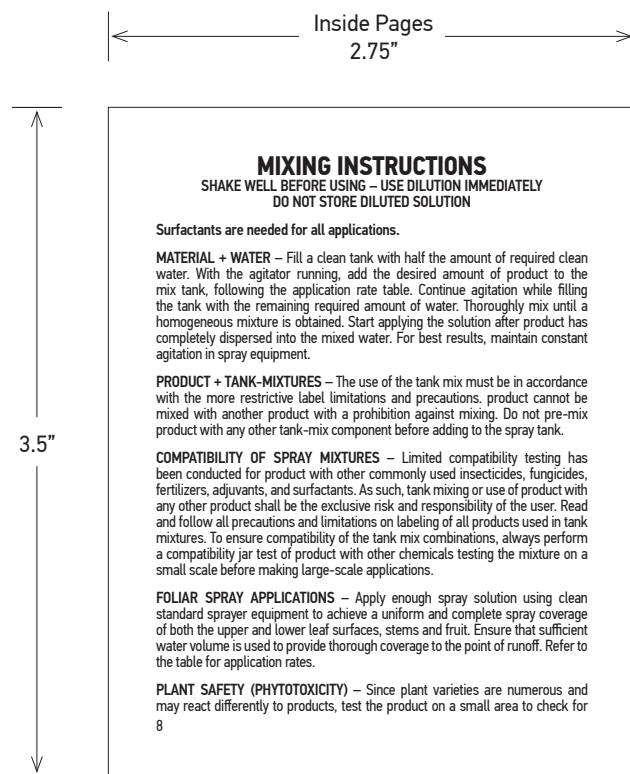 Inside Pages
2.75”
3.5”
MIXING INSTRUCTIONS
SHAKE WELL BEFORE USING – USE DILUTION IMMEDIATELY
DO NOT STORE DILUTED SOLUTION
Surfactants are needed for all applications.
MATERIAL + WATER – Fill a clean tank with half the amount of required clean
water. With the agitator running, add the desired amount of product to the
mix tank, following the application rate table. Continue agitation while filling
the tank with the remaining required amount of water. Thoroughly mix until a
homogeneous mixture is obtained. Start applying the solution after product has
completely dispersed into the mixed water. For best results, maintain constant
agitation in spray equipment.
PRODUCT + TANK-MIXTURES – The use of the tank mix must be in accordance
with the more restrictive label limitations and precautions. product cannot be
mixed with another product with a prohibition against mixing. Do not pre-mix
product with any other tank-mix component before adding to the spray tank.
COMPATIBILITY OF SPRAY MIXTURES – Limited compatibility testing has
been conducted for product with other commonly used insecticides, fungicides,
fertilizers, adjuvants, and surfactants. As such, tank mixing or use of product with
any other product shall be the exclusive risk and responsibility of the user. Read
and follow all precautions and limitations on labeling of all products used in tank
mixtures. To ensure compatibility of the tank mix combinations, always perform
a compatibility jar test of product with other chemicals testing the mixture on a
small scale before making large-scale applications.
FOLIAR SPRAY APPLICATIONS – Apply enough spray solution using clean
standard sprayer equipment to achieve a uniform and complete spray coverage
of both the upper and lower leaf surfaces, stems and fruit. Ensure that sufficient
water volume is used to provide thorough coverage to the point of runoff. Refer to
the table for application rates.
PLANT SAFETY (PHYTOTOXICITY) – Since plant varieties are numerous and
may react differently to products, test the product on a small area to check for
8